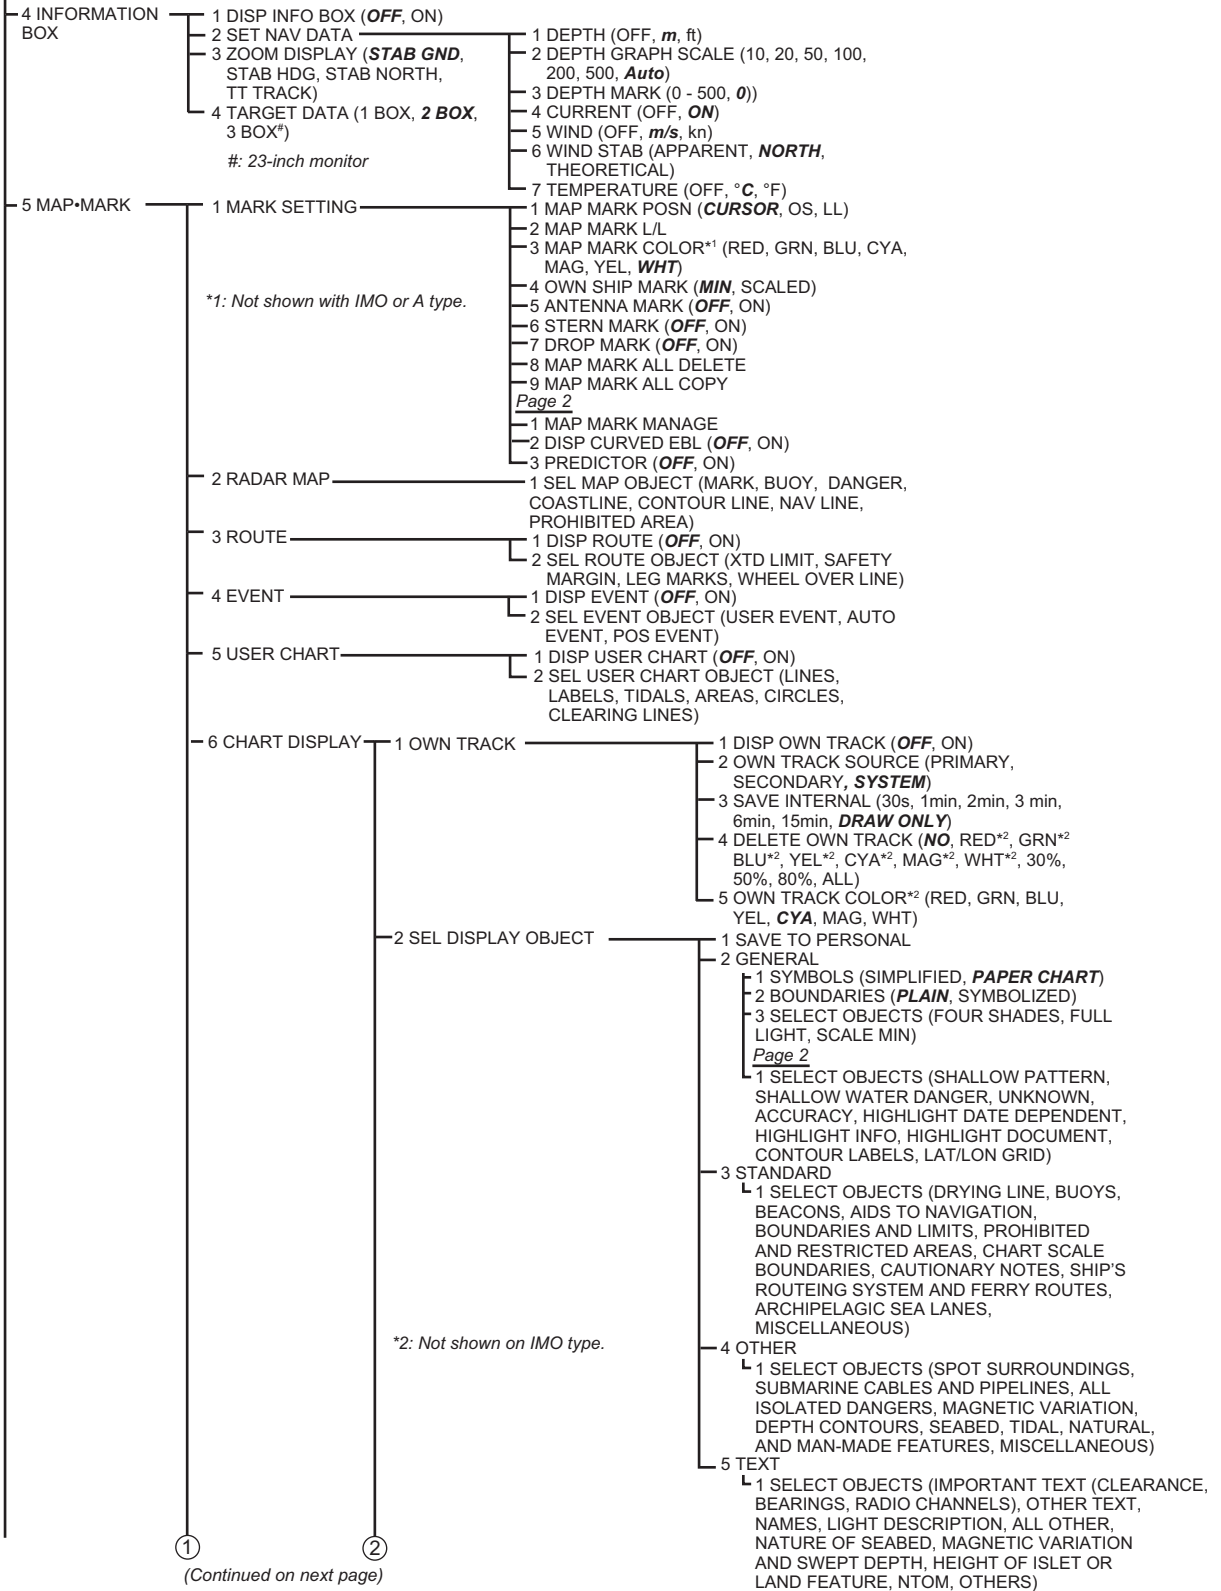 4 INFORMATION
BOX
1 DISP INFO BOX (OFF, ON)
2 SET NAV DATA
3 ZOOM DISPLAY (STAB GND,
STAB HDG, STAB NORTH,
TT TRACK)
4 TARGET DATA (1 BOX, 2 BOX,
3 BOX#)
#: 23-inch monitor
1 DEPTH (OFF, m, ft)
2 DEPTH GRAPH SCALE (10, 20, 50, 100,
200, 500, Auto)
3 DEPTH MARK (0 - 500, 0))
4 CURRENT (OFF, ON)
5 WIND (OFF, m/s, kn)
6 WIND STAB (APPARENT, NORTH,
THEORETICAL)
7 TEMPERATURE (OFF, °C, °F)
5 MAP•MARK
1 MARK SETTING
*1: Not shown with IMO or A type.
1 MAP MARK POSN (CURSOR, OS, LL)
2 MAP MARK L/L
3 MAP MARK COLOR*1 (RED, GRN, BLU, CYA,
MAG, YEL, WHT)
4 OWN SHIP MARK (MIN, SCALED)
5 ANTENNA MARK (OFF, ON)
6 STERN MARK (OFF, ON)
7 DROP MARK (OFF, ON)
8 MAP MARK ALL DELETE
9 MAP MARK ALL COPY
Page 2
1 MAP MARK MANAGE
2 DISP CURVED EBL (OFF, ON)
3 PREDICTOR (OFF, ON)
2 RADAR MAP
1 SEL MAP OBJECT (MARK, BUOY, DANGER,
COASTLINE, CONTOUR LINE, NAV LINE,
PROHIBITED AREA)
3 ROUTE
1 DISP ROUTE (OFF, ON)
2 SEL ROUTE OBJECT (XTD LIMIT, SAFETY
MARGIN, LEG MARKS, WHEEL OVER LINE)
4 EVENT
1 DISP EVENT (OFF, ON)
2 SEL EVENT OBJECT (USER EVENT, AUTO
EVENT, POS EVENT)
5 USER CHART
1 DISP USER CHART (OFF, ON)
2 SEL USER CHART OBJECT (LINES,
LABELS, TIDALS, AREAS, CIRCLES,
CLEARING LINES)
6 CHART DISPLAY
1 OWN TRACK
1 DISP OWN TRACK (OFF, ON)
2 OWN TRACK SOURCE (PRIMARY,
SECONDARY, SYSTEM)
3 SAVE INTERNAL (30s, 1min, 2min, 3 min,
6min, 15min, DRAW ONLY)
4 DELETE OWN TRACK (NO, RED*2, GRN*2
BLU*2, YEL*2, CYA*2, MAG*2, WHT*2, 30%,
50%, 80%, ALL)
5 OWN TRACK COLOR*2 (RED, GRN, BLU,
YEL, CYA, MAG, WHT)
2 SEL DISPLAY OBJECT
1 SAVE TO PERSONAL
2 GENERAL
1 SYMBOLS (SIMPLIFIED, PAPER CHART)
2 BOUNDARIES (PLAIN, SYMBOLIZED)
3 SELECT OBJECTS (FOUR SHADES, FULL
LIGHT, SCALE MIN)
Page 2
1 SELECT OBJECTS (SHALLOW PATTERN,
SHALLOW WATER DANGER, UNKNOWN,
ACCURACY, HIGHLIGHT DATE DEPENDENT,
HIGHLIGHT INFO, HIGHLIGHT DOCUMENT,
CONTOUR LABELS, LAT/LON GRID)
3 STANDARD
1 SELECT OBJECTS (DRYING LINE, BUOYS,
BEACONS, AIDS TO NAVIGATION,
BOUNDARIES AND LIMITS, PROHIBITED
AND RESTRICTED AREAS, CHART SCALE
BOUNDARIES, CAUTIONARY NOTES, SHIP'S
ROUTEING SYSTEM AND FERRY ROUTES,
ARCHIPELAGIC SEA LANES,
MISCELLANEOUS)
*2: Not shown on IMO type.
4 OTHER
1 SELECT OBJECTS (SPOT SURROUNDINGS,
SUBMARINE CABLES AND PIPELINES, ALL
ISOLATED DANGERS, MAGNETIC VARIATION,
DEPTH CONTOURS, SEABED, TIDAL, NATURAL,
AND MAN-MADE FEATURES, MISCELLANEOUS)
5 TEXT
1 SELECT OBJECTS (IMPORTANT TEXT (CLEARANCE,
BEARINGS, RADIO CHANNELS), OTHER TEXT,
NAMES, LIGHT DESCRIPTION, ALL OTHER,
NATURE OF SEABED, MAGNETIC VARIATION
AND SWEPT DEPTH, HEIGHT OF ISLET OR
LAND FEATURE, NTOM, OTHERS)
1
2
(Continued on next page)